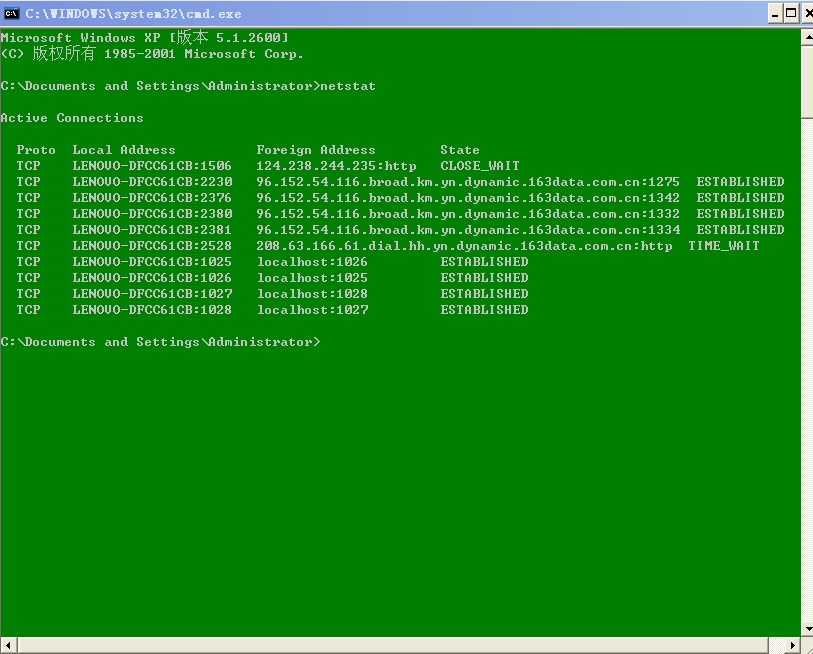 C:\WINDOWS\system32\cmd.exe
Microsoft Windows XP [版本 5.1.2600]
(C) 版权所有 1985-2001 Microsoft Corp.
C:\Documents and Settings\Administrator>netstat
Active Connections
Proto  Local Address          Foreign Address        State
TCP    LENOVO-DFCC61CB:1506   124.238.244.235:http   CLOSE_WAIT
TCP    LENOVO-DFCC61CB:2230   96.152.54.116.broad.km.yn.dynamic.163data.com.cn:1275  ESTABLISHED
TCP    LENOVO-DFCC61CB:2376   96.152.54.116.broad.km.yn.dynamic.163data.com.cn:1342  ESTABLISHED
TCP    LENOVO-DFCC61CB:2380   96.152.54.116.broad.km.yn.dynamic.163data.com.cn:1332  ESTABLISHED
TCP    LENOVO-DFCC61CB:2381   96.152.54.116.broad.km.yn.dynamic.163data.com.cn:1334  ESTABLISHED
TCP    LENOVO-DFCC61CB:2528   208.63.166.61.dial.hh.yn.dynamic.163data.com.cn:http  TIME_WAIT
TCP    LENOVO-DFCC61CB:1025   localhost:1026         ESTABLISHED
TCP    LENOVO-DFCC61CB:1026   localhost:1025         ESTABLISHED
TCP    LENOVO-DFCC61CB:1027   localhost:1028         ESTABLISHED
TCP    LENOVO-DFCC61CB:1028   localhost:1027         ESTABLISHED
C:\Documents and Settings\Administrator>